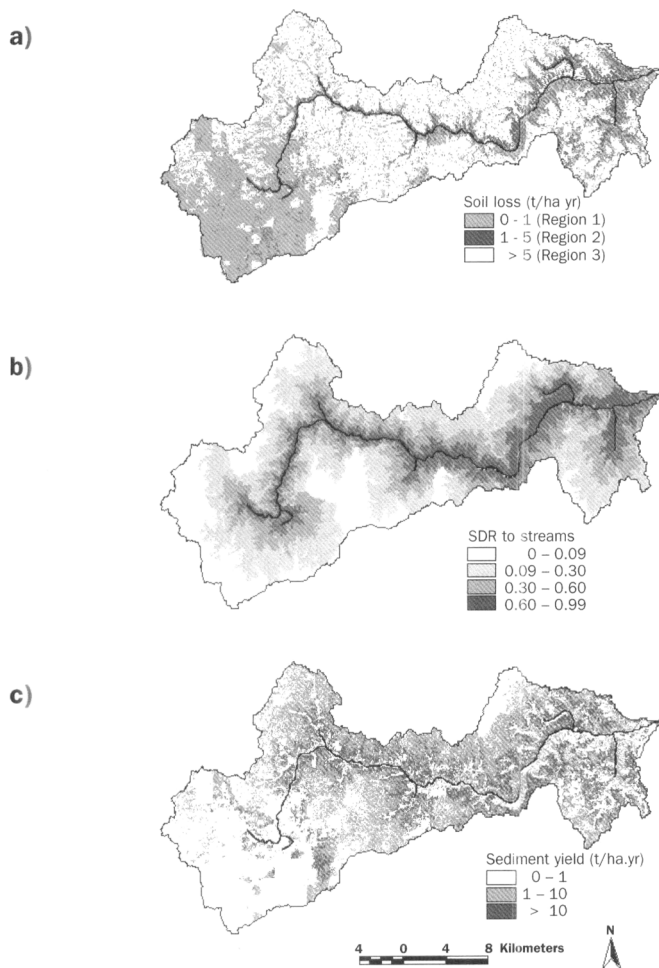 a)
Soil loss (t/ha yr)
0 - 1 (Region 1)
1 - 5 (Region 2)
> 5 (Region 3)
b)
SDR to streams
0 – 0.09
0.09 – 0.30
0.30 – 0.60
0.60 – 0.99
c)
Sediment yield (t/ha.yr)
0 – 1
1 – 10
> 10
N
4 0 4 8 Kilometers